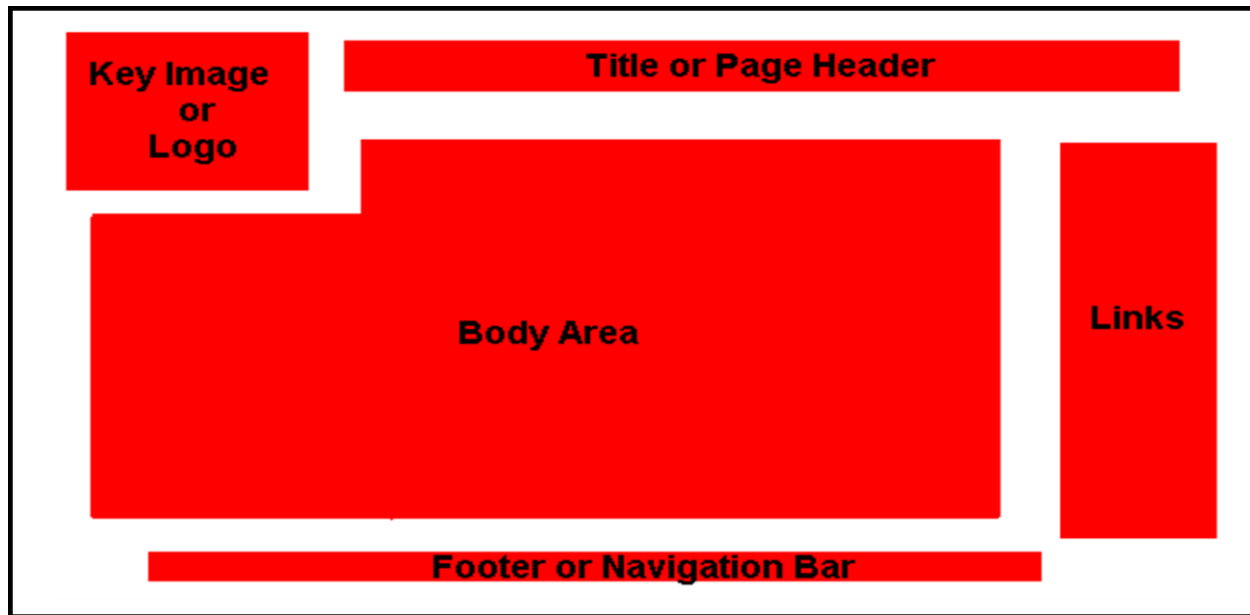 Key Image
or
Logo
Title or Page Header
Body Area
Links
Footer or Navigation Bar